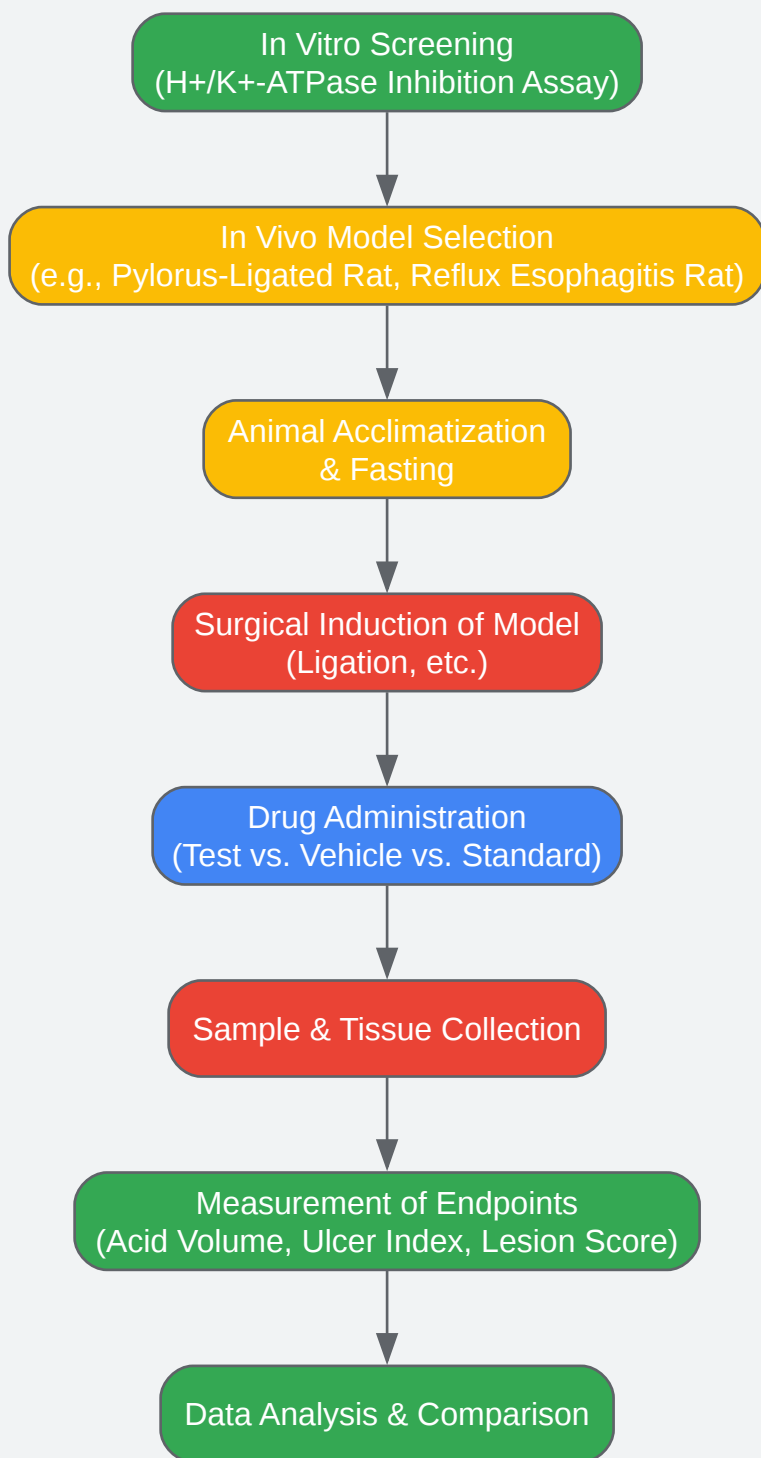 In Vitro Screening
(H+/K+-ATPase Inhibition Assay)
In Vivo Model Selection
(e.g., Pylorus-Ligated Rat, Reflux Esophagitis Rat)
Animal Acclimatization
& Fasting
Surgical Induction of Model
(Ligation, etc.)
Drug Administration
(Test vs. Vehicle vs. Standard)
Sample & Tissue Collection
Measurement of Endpoints
(Acid Volume, Ulcer Index, Lesion Score)
Data Analysis & Comparison